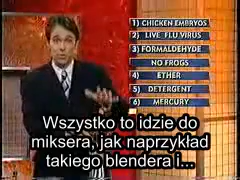 1) CHICKEN EMBRYOS
2) LIVE FLU VIRUS
3) FORMALDEHYDE
NO FROGS
4) ETHER
5) DETERGENT
6) MERCURY
Wszystko to idzie do
miksera, jak naprzykład
takiego blendera i...